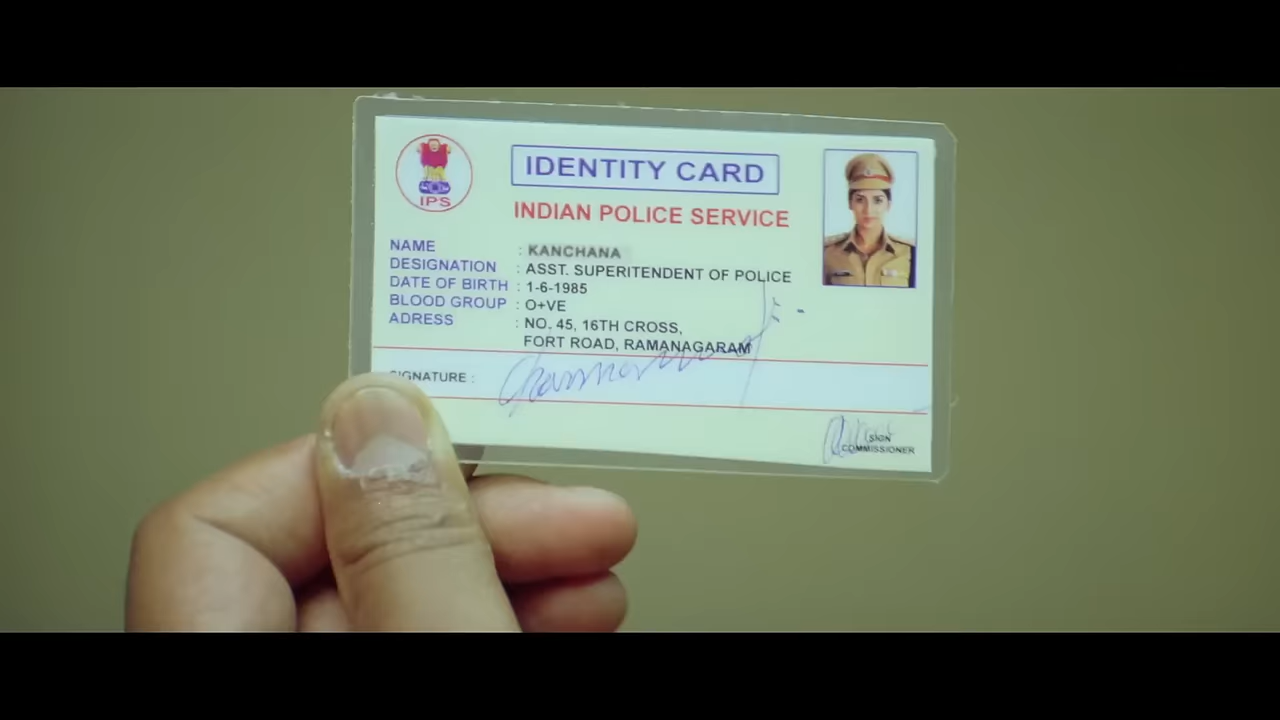 IPS
IDENTITY CARD
INDIAN POLICE SERVICE
NAME : KANCHANA
DESIGNATION : ASST. SUPERITENDENT OF POLICE
DATE OF BIRTH : 1-6-1985
BLOOD GROUP : O+VE
ADRESS : NO. 45, 16TH CROSS,
FORT ROAD, RAMANAGARAM
SIGNATURE :
SIGN
COMMISSIONER